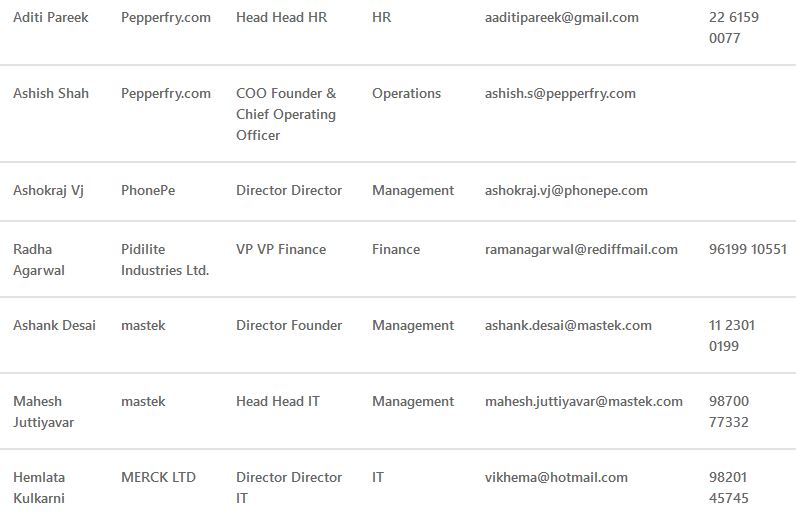 Aditi Pareek Pepperfry.com Head Head HR HR aaditipareek@gmail.com 22 6159
0077
Ashish Shah Pepperfry.com COO Founder & Operations ashish.s@pepperfry.com
Chief Operating
Officer
Ashokraj Vj PhonePe Director Director Management ashokraj.vj@phonepe.com
Radha Pidilite VP VP Finance Finance ramanagarwal@rediffmail.com 96199 10551
Agarwal Industries Ltd.
Ashank Desai mastek Director Founder Management ashank.desai@mastek.com 11 2301
0199
Mahesh mastek Head Head IT Management mahesh.juttiyavar@mastek.com 98700
Juttiyavar 77332
Hemlata MERCK LTD Director Director IT vikhema@hotmail.com 98201
Kulkarni IT 45745